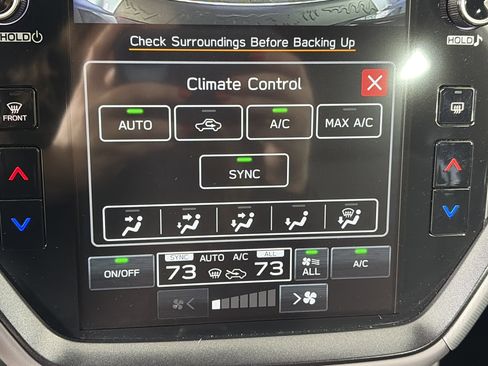 HOLD
HOLD
Check Surroundings Before Backing Up
Climate Control
AUTO
A/C
MAX A/C
FRONT
SYNC
ON/OFF
SYNC AUTO A/C ALL
73 73
ALL
A/C